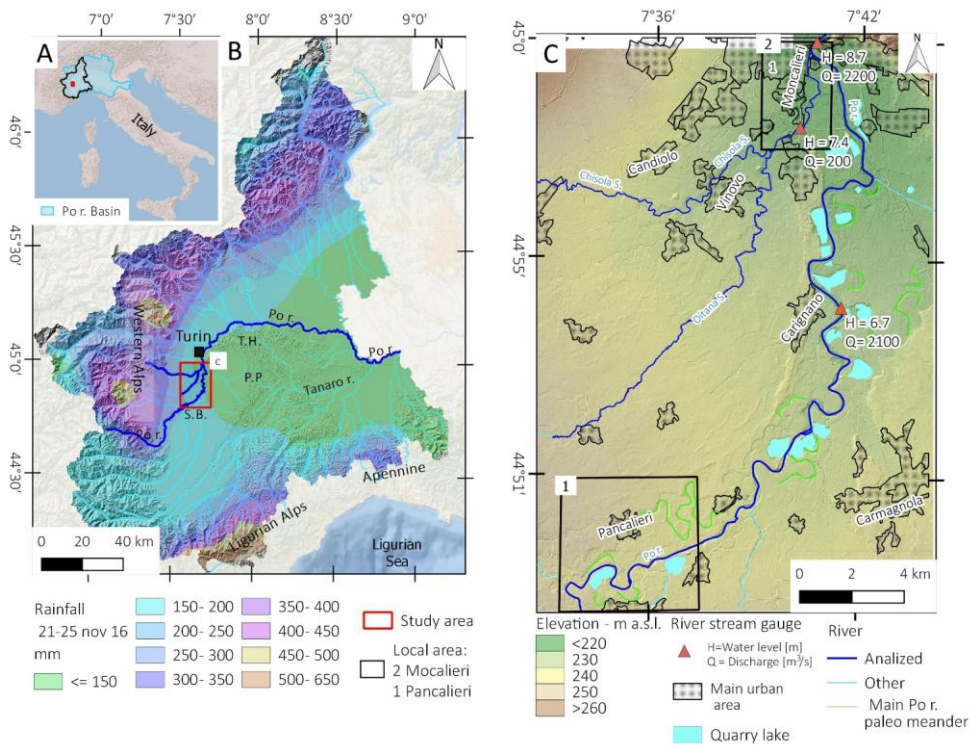 A
Italy
Po r. Basin
B
N
7°0'
7°30'
8°0'
8°30'
9°0'
46°0'
45°30'
45°0'
44°30'
Western Alps
Turin
Po r.
T.H.
c
Po r.
P.P
Tanaro r.
S.B.
Po r.
Apennine
Ligurian Alps
Ligurian
Sea
0 20 40 km
Rainfall
21-25 nov 16
mm
<= 150
150- 200
200- 250
250- 300
300- 350
350- 400
400- 450
450- 500
500- 650
Study area
Local area:
2 Mocalieri
1 Pancalieri
7°36'
7°42'
45°0'
44°55'
44°51'
C
N
2
1
Moncalieri
H = 8.7
Q= 2200
Po r.
H = 7.4
Q= 200
Candiolo
Chisola S.
Chisola S.
Vinovo
Oitana S.
Carignano
H = 6.7
Q= 2100
1
Pancalieri
Po r.
Carmagnola
0 2 4 km
Elevation - m a.s.l.
<220
230
240
250
>260
River stream gauge
H=Water level [m]
Q = Discharge [m³/s]
Main urban
area
Quarry lake
River
Analized
Other
Main Po r.
paleo meander